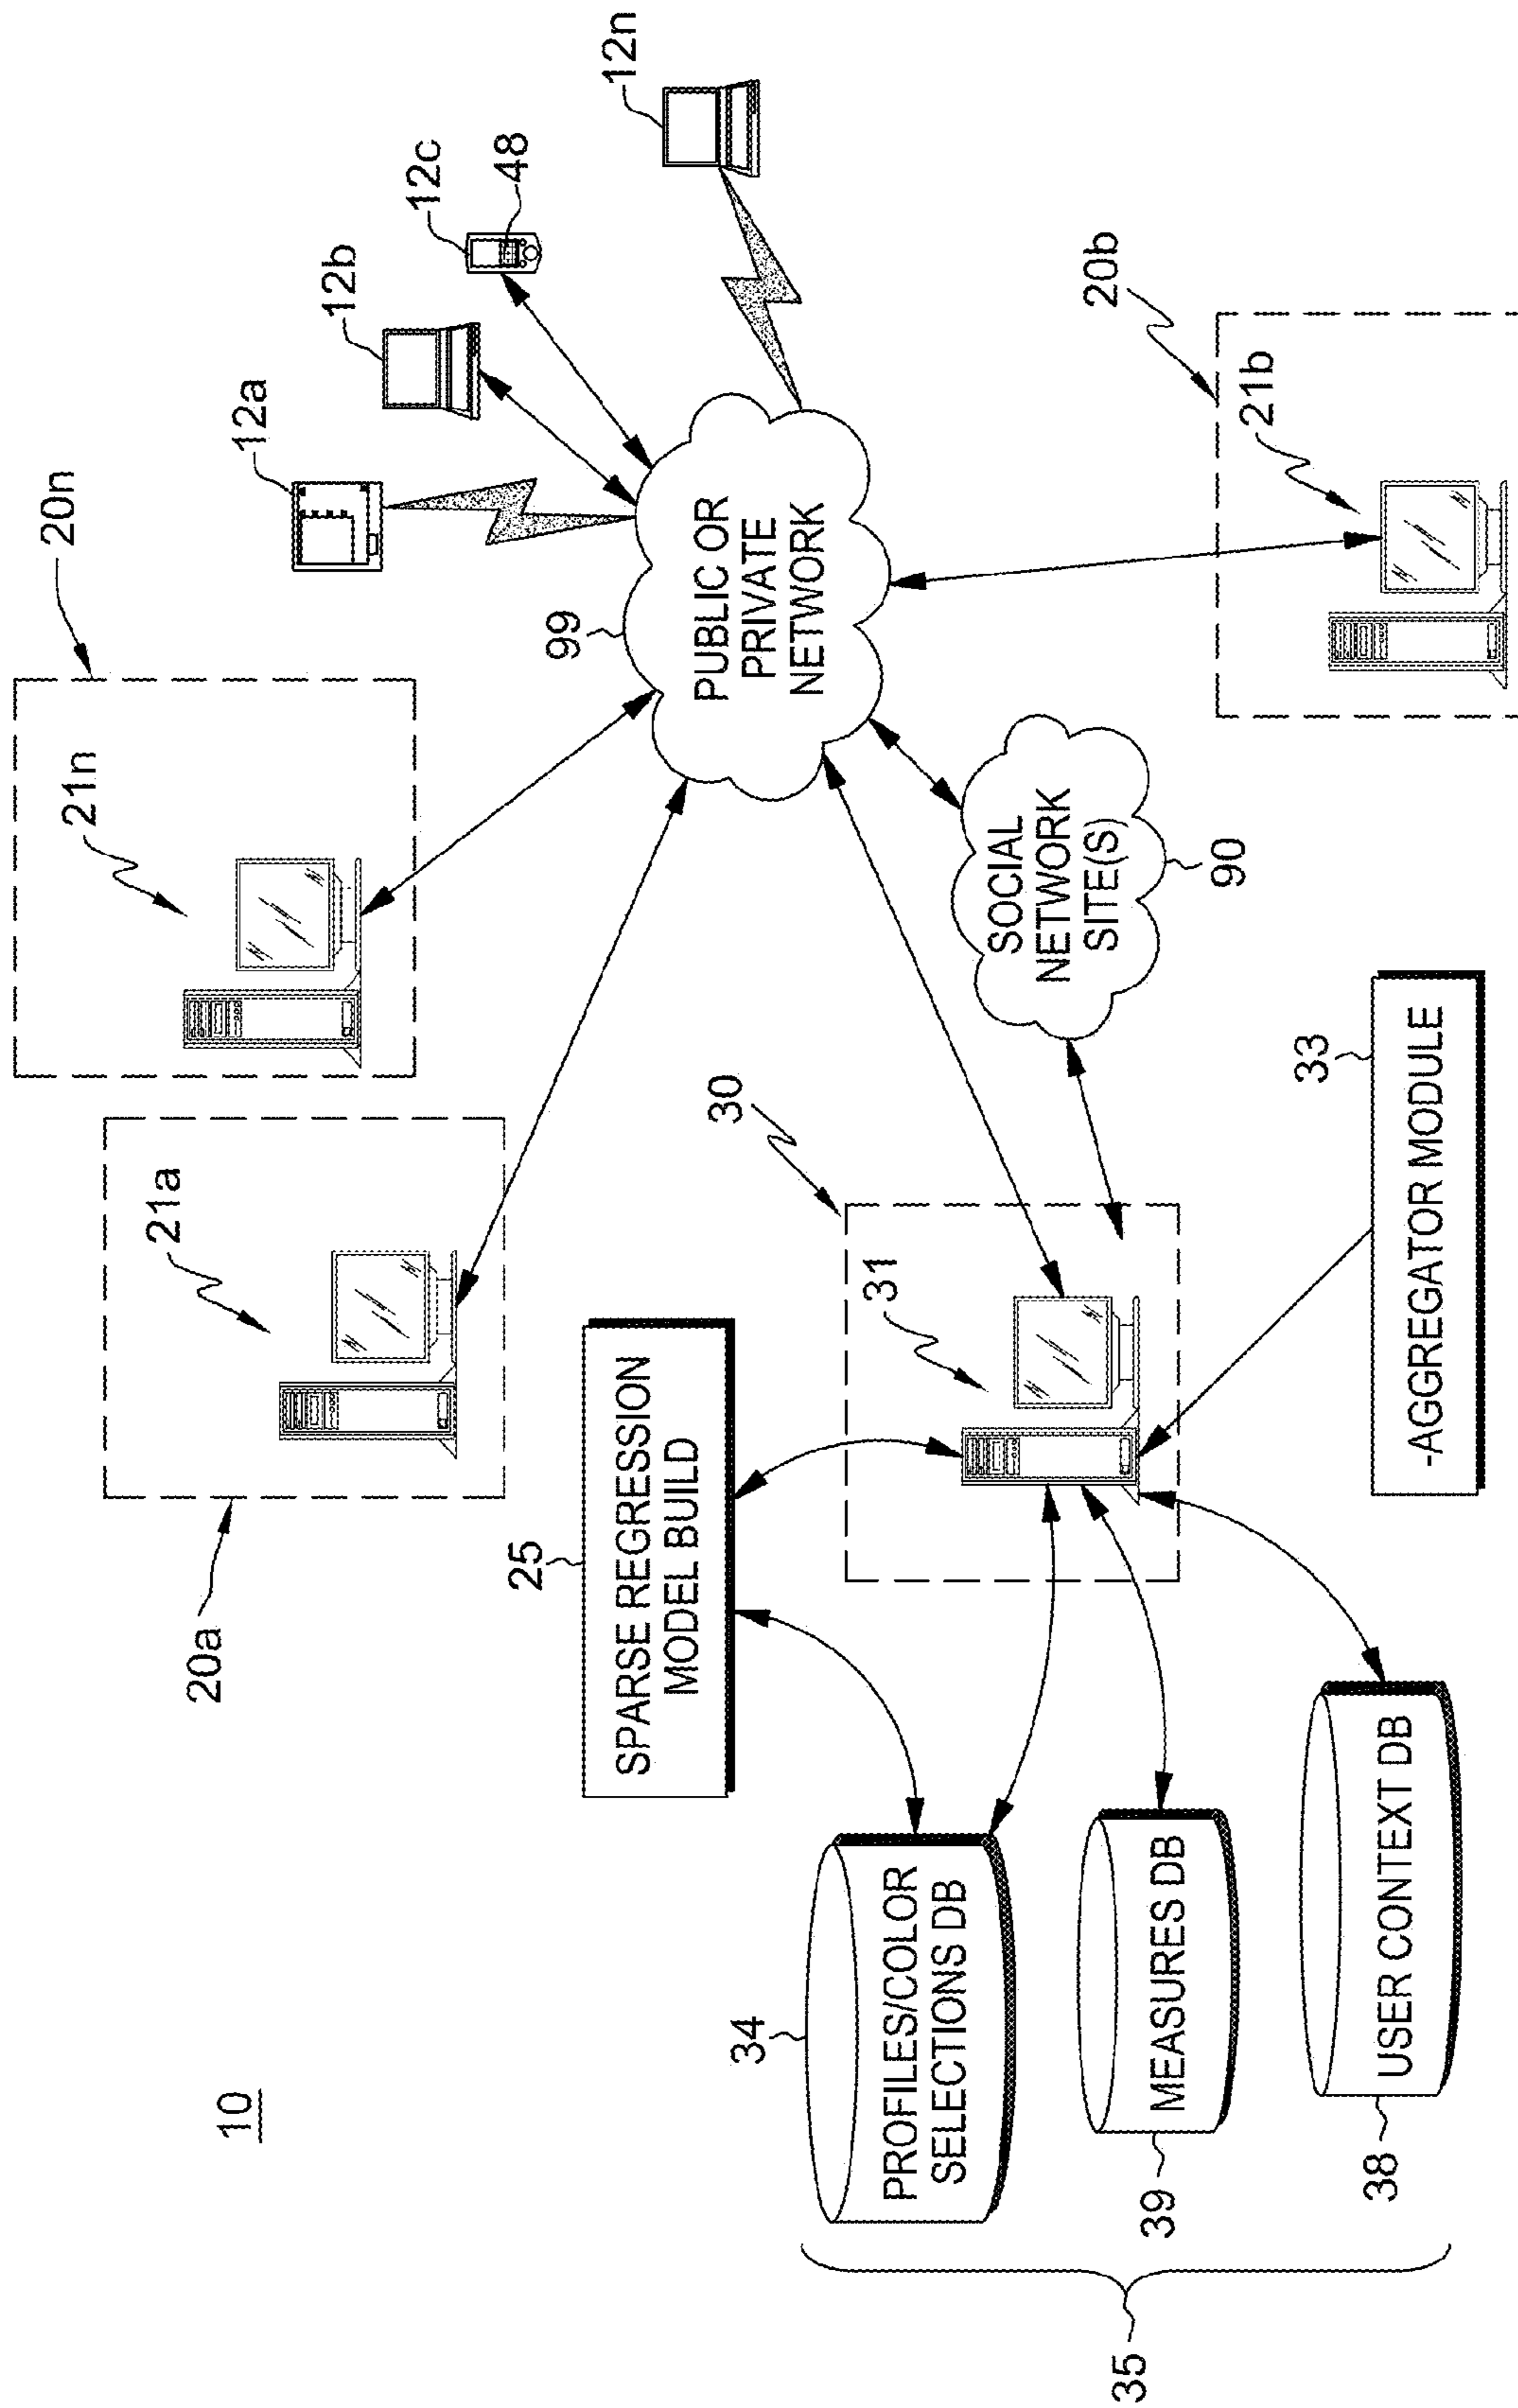 10
20a
21a
20n
21n
12a
12b
12c
48
12n
99
PUBLIC OR
PRIVATE
NETWORK
25
SPARSE REGRESSION
MODEL BUILD
30
31
SOCIAL
NETWORK
SITE(S)
90
20b
21b
34
PROFILES/COLOR
SELECTIONS DB
39
MEASURES DB
38
USER CONTEXT DB
35
33
-AGGREGATOR MODULE